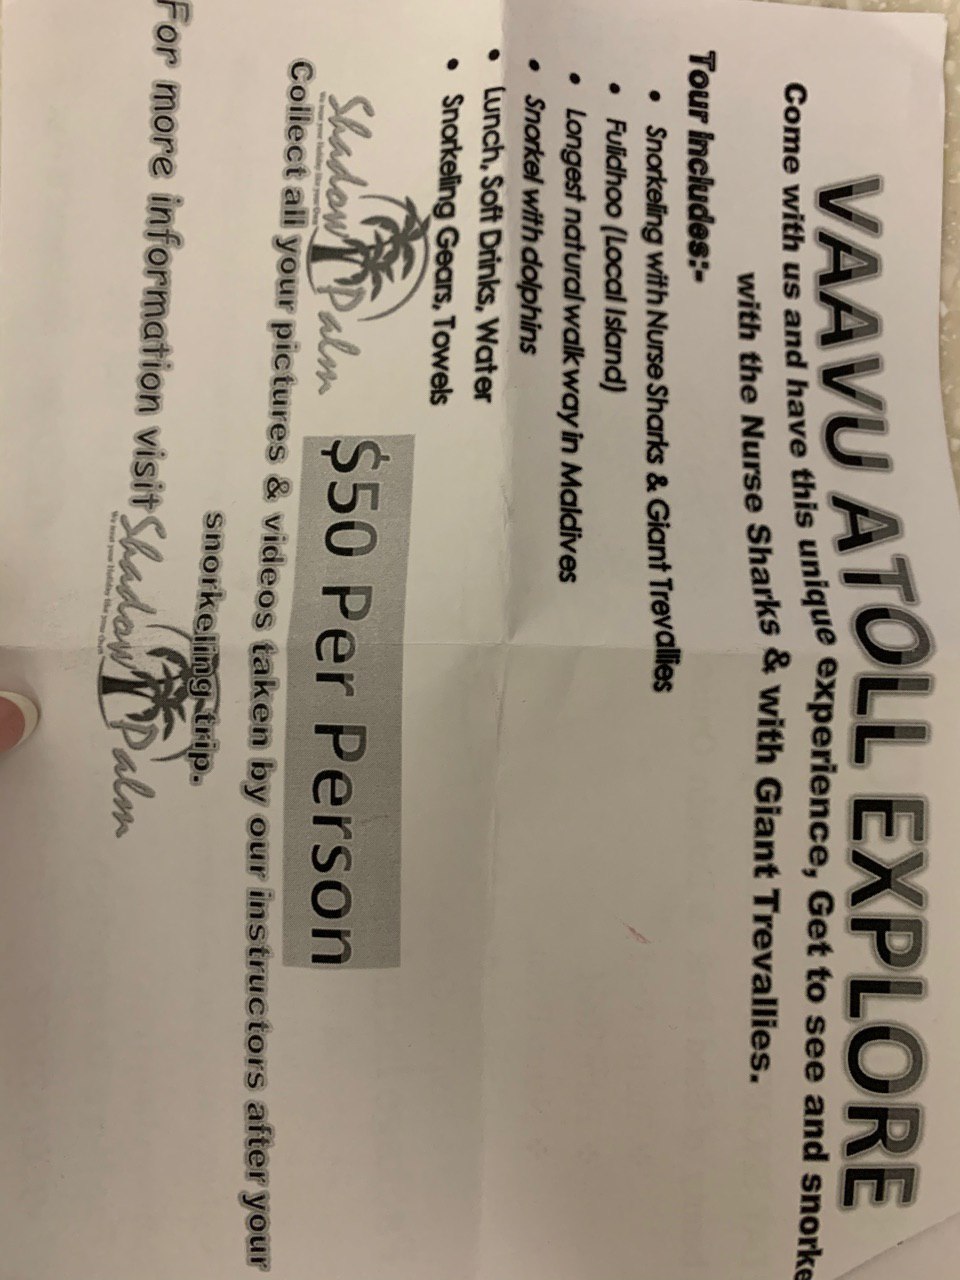 VAAVU ATOLL EXPLORE
Come with us and have this unique experience, Get to see and snorke
with the Nurse Sharks & with Giant Trevallies.
Tour includes:-
• Snorkeling with Nurse Sharks & Giant Trevallies
• Fulidhoo (Local Island)
• Longest natural walk way in Maldives
• Snorkel with dolphins
• Lunch, Soft Drinks, Water
• Snorkeling Gears, Towels
Shadow Palm
$50 Per Person
Collect all your pictures & videos taken by our instructors after your
snorkeling trip.
For more information visit Shadow Palm